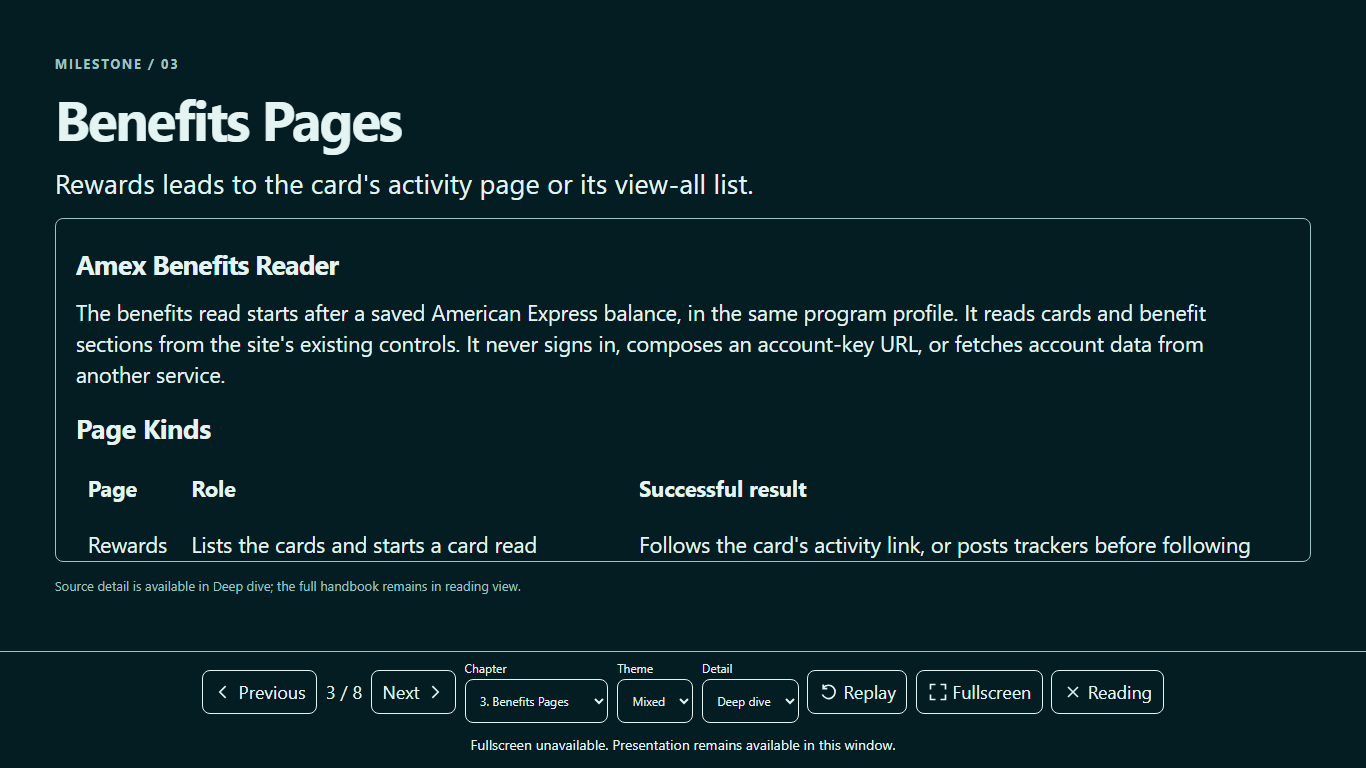 MILESTONE / 03
Benefits Pages
Rewards leads to the card's activity page or its view-all list.
Amex Benefits Reader
The benefits read starts after a saved American Express balance, in the same program profile. It reads cards and benefit
sections from the site's existing controls. It never signs in, composes an account-key URL, or fetches account data from
another service.
Page Kinds
Page Role Successful result
Rewards Lists the cards and starts a card read Follows the card's activity link, or posts trackers before following
Source detail is available in Deep dive; the full handbook remains in reading view.
Chapter Theme Detail
Previous 3 / 8 Next 3. Benefits Pages Mixed Deep dive Replay Fullscreen Reading
Fullscreen unavailable. Presentation remains available in this window.